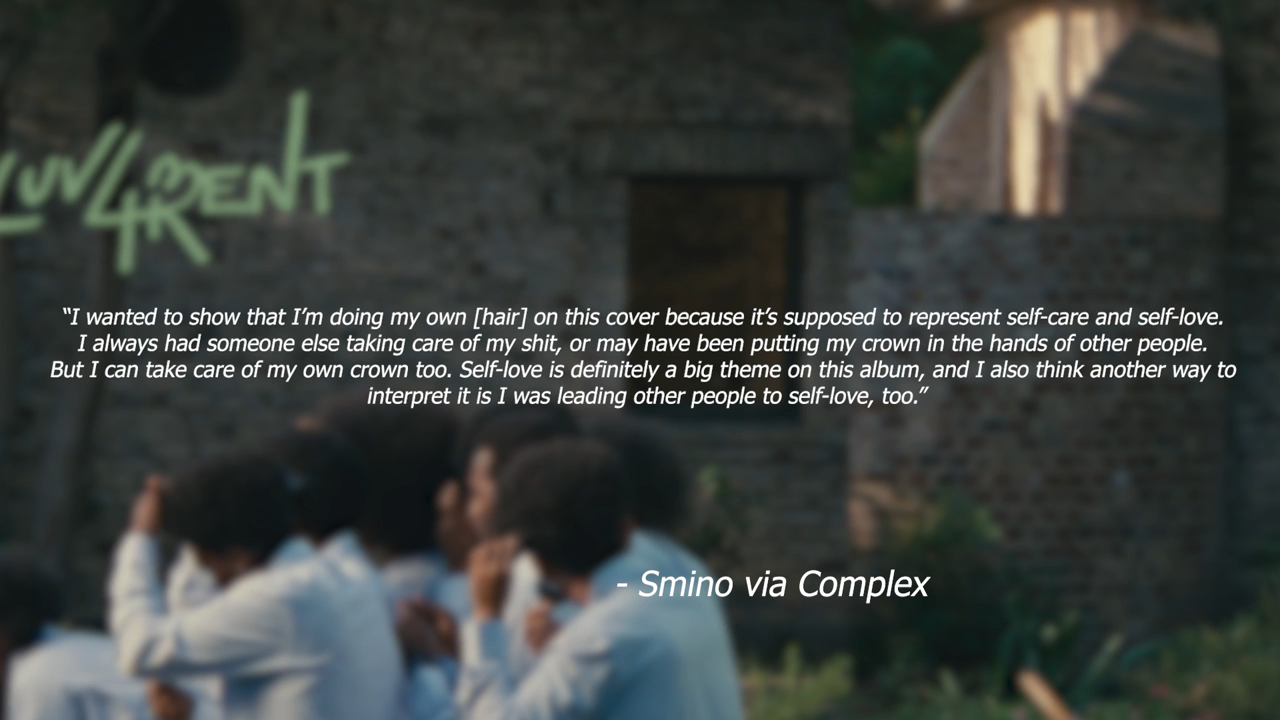 LUV4RENT
“I wanted to show that I’m doing my own [hair] on this cover because it’s supposed to represent self-care and self-love.
I always had someone else taking care of my shit, or may have been putting my crown in the hands of other people.
But I can take care of my own crown too. Self-love is definitely a big theme on this album, and I also think another way to
interpret it is I was leading other people to self-love, too.”
- Smino via Complex